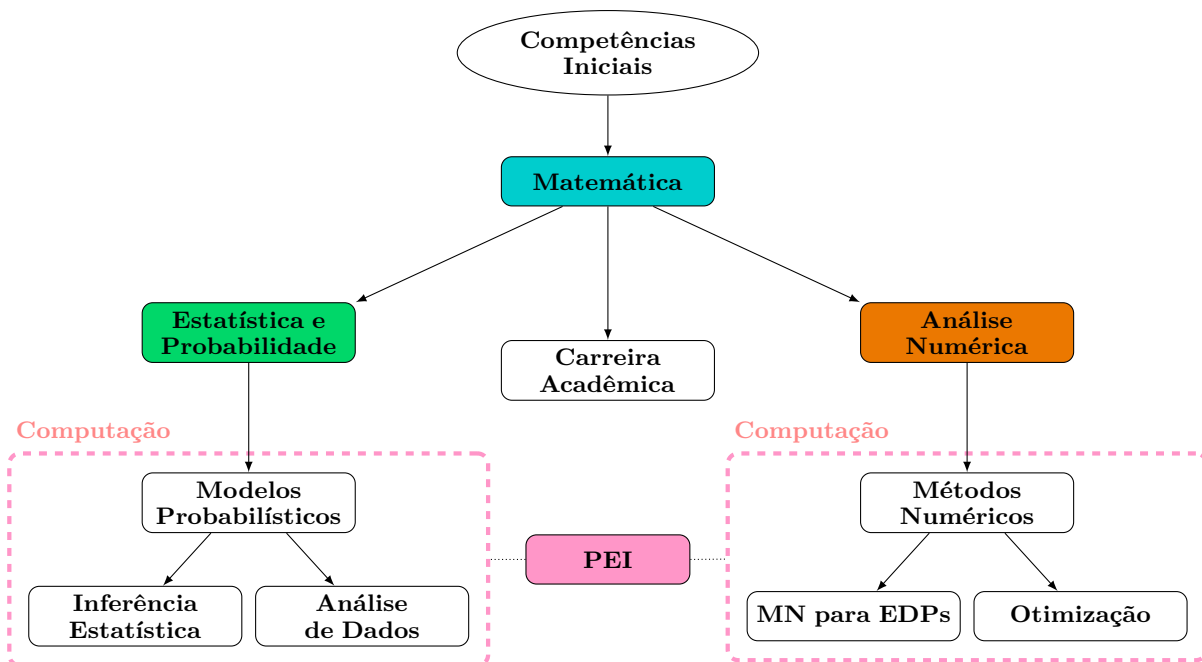 Competências
Iniciais
Matemática
Estatística e
Probabilidade
Análise
Numérica
Carreira
Acadêmica
Computação
Computação
Modelos
Probabilísticos
Métodos
Numéricos
PEI
Inferência
Estatística
Análise
de Dados
MN para EDPs
Otimização